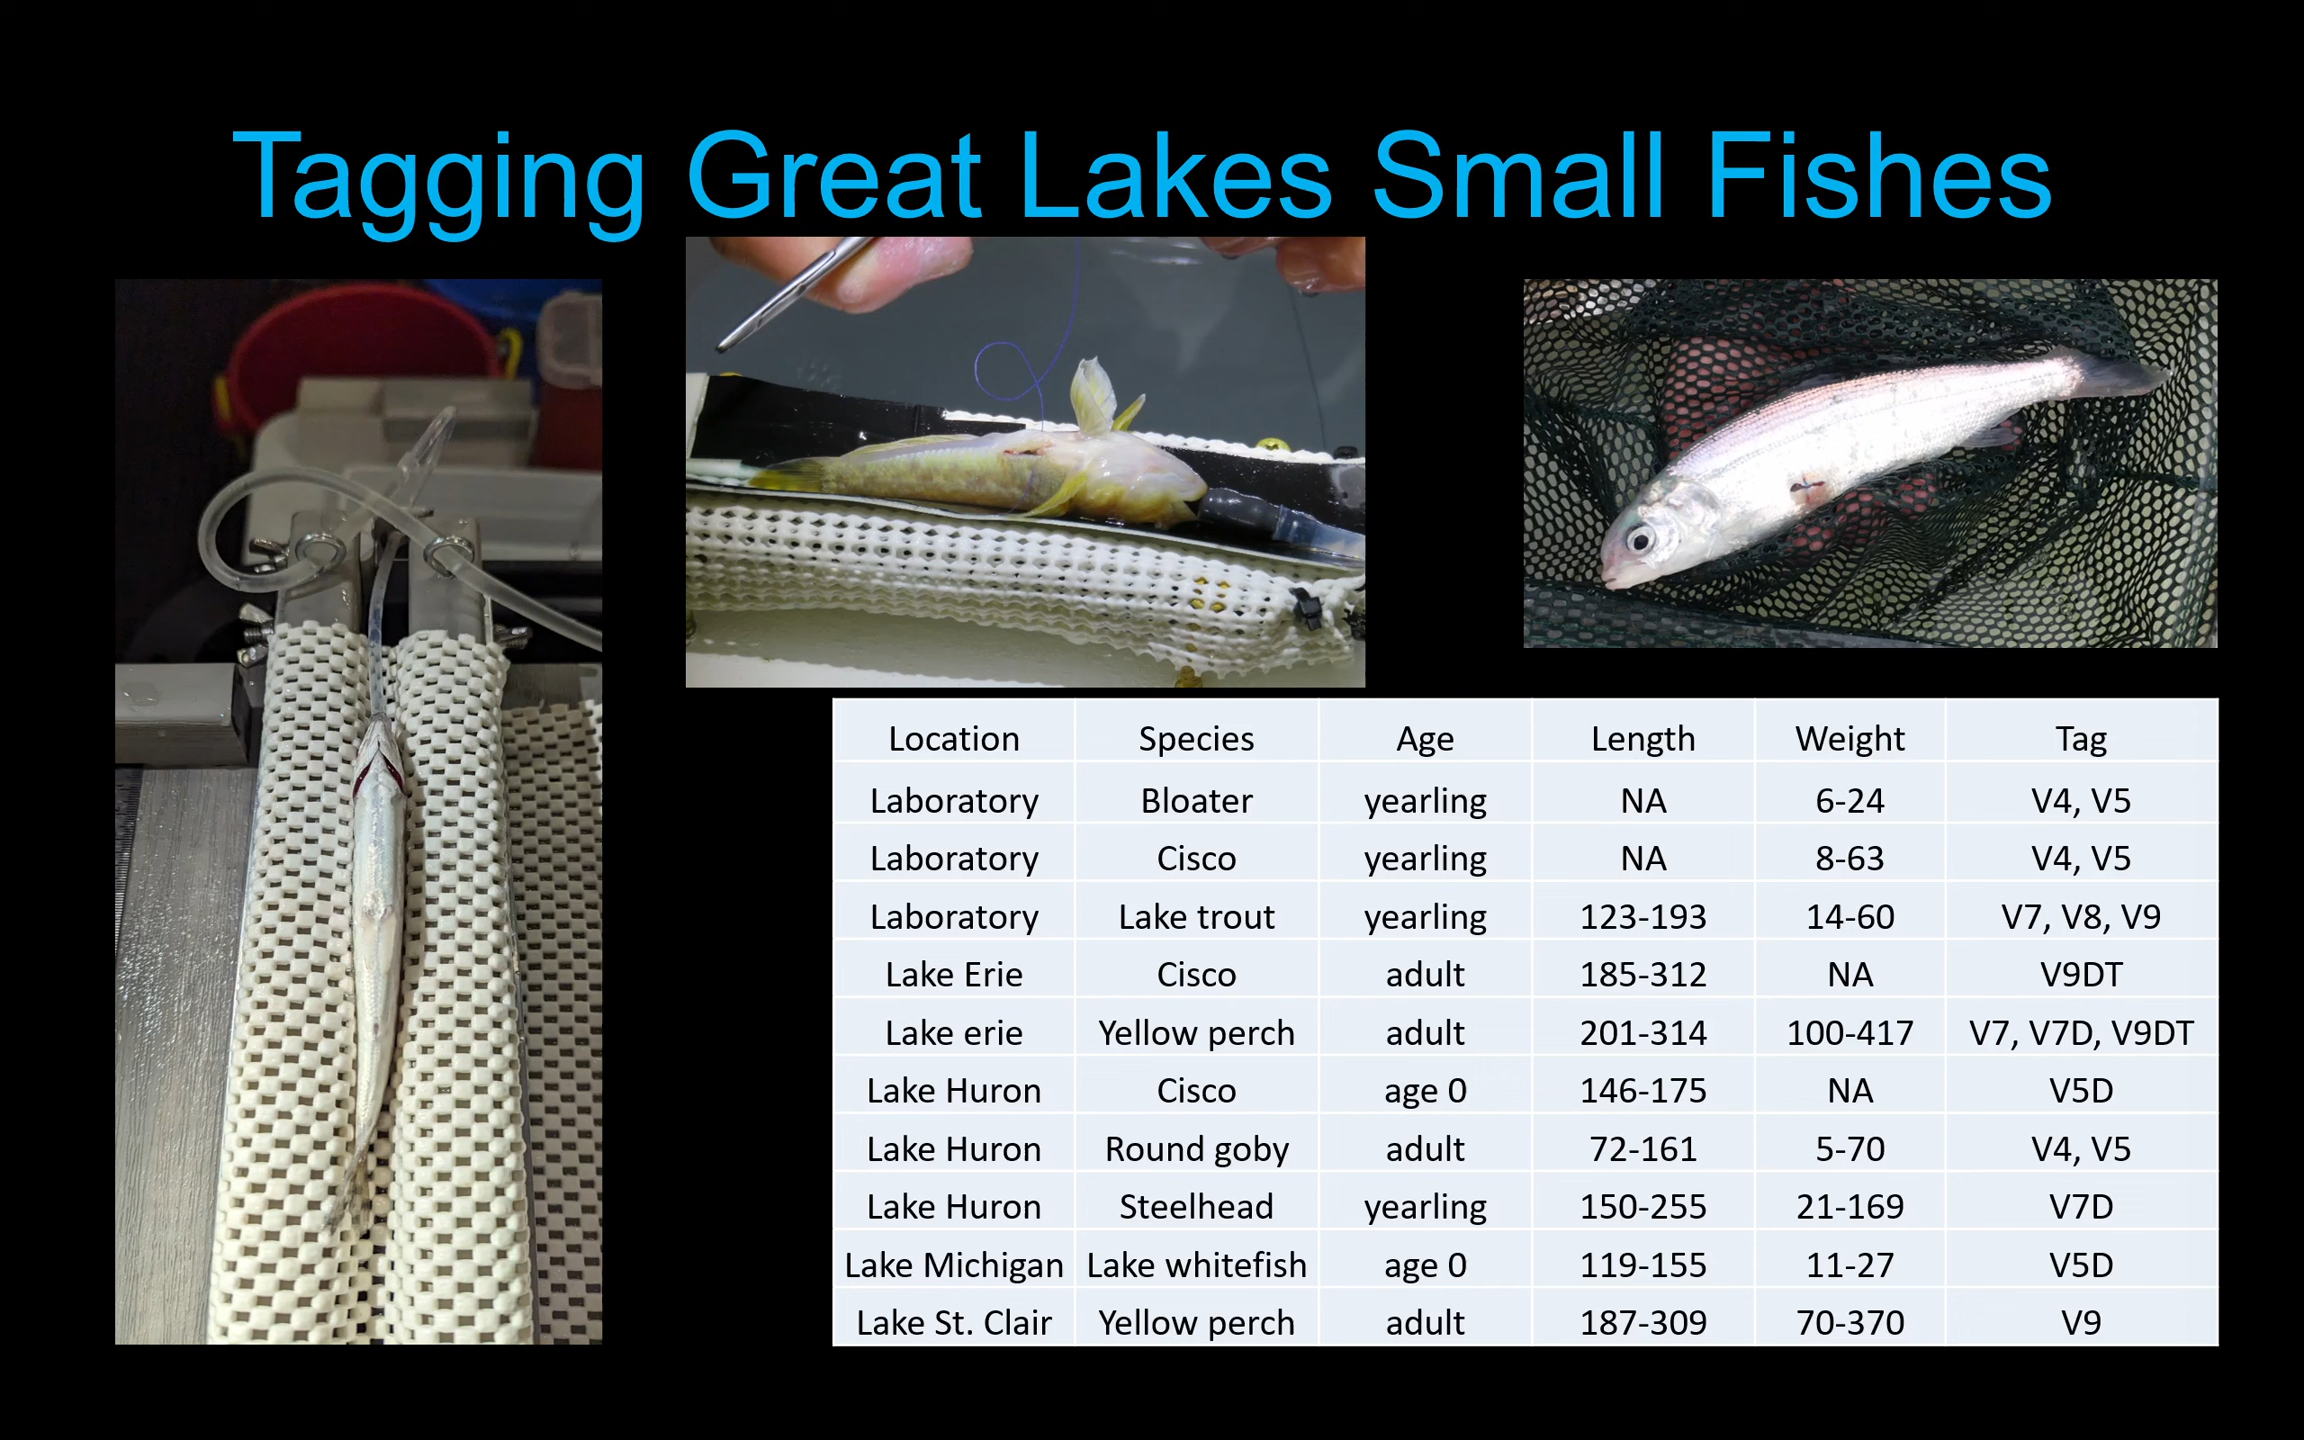 Tagging Great Lakes Small Fishes
Location Species Age Length Weight Tag
Laboratory Bloater yearling NA 6-24 V4, V5
Laboratory Cisco yearling NA 8-63 V4, V5
Laboratory Lake trout yearling 123-193 14-60 V7, V8, V9
Lake Erie Cisco adult 185-312 NA V9DT
Lake erie Yellow perch adult 201-314 100-417 V7, V7D, V9DT
Lake Huron Cisco age 0 146-175 NA V5D
Lake Huron Round goby adult 72-161 5-70 V4, V5
Lake Huron Steelhead yearling 150-255 21-169 V7D
Lake Michigan Lake whitefish age 0 119-155 11-27 V5D
Lake St. Clair Yellow perch adult 187-309 70-370 V9